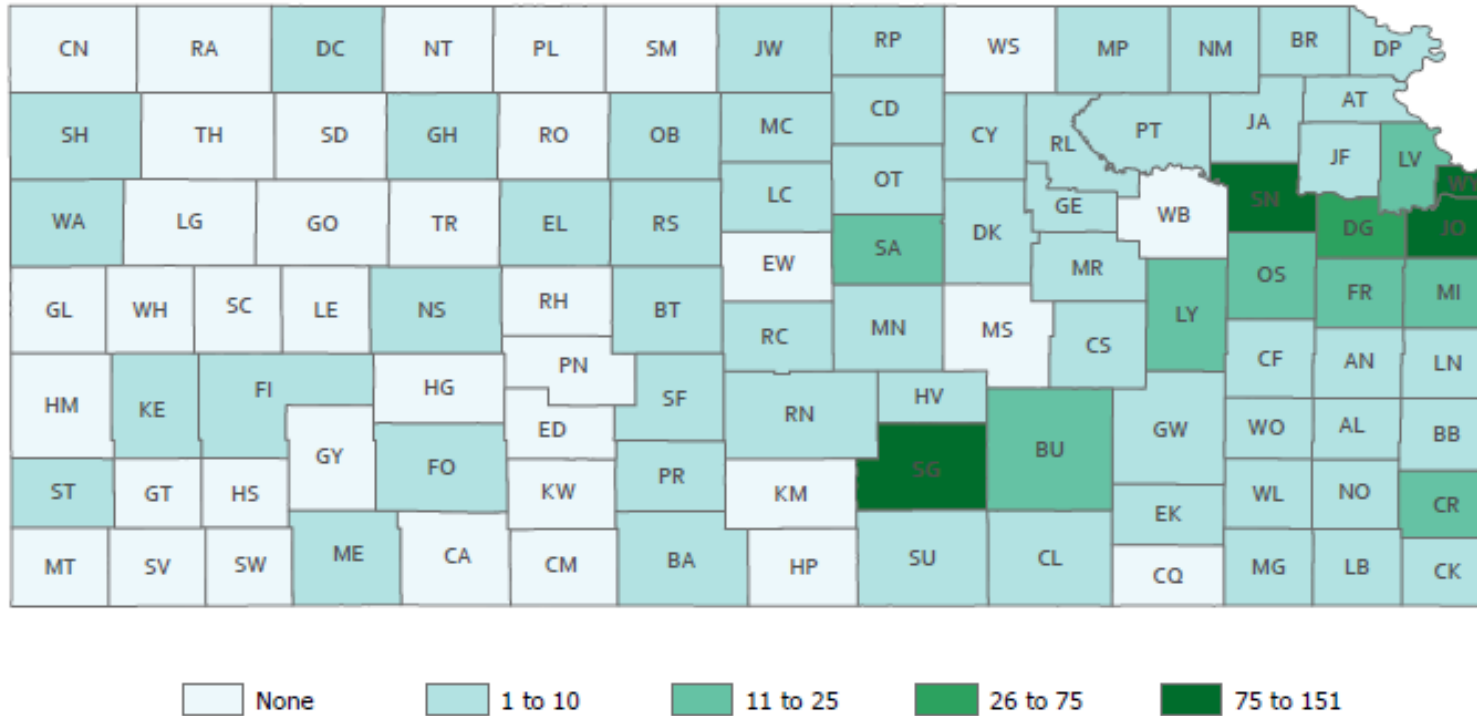 CN RA DC NT PL SM JW RP WS MP NM BR DP
SH TH SD GH RO OB MC CD CY RL PT JA AT
JF LV
WA LG GO TR EL RS LC OT DK GE WB SN WY
EW SA MR OS DG JO
GL WH SC LE NS RH BT RC MN MS CS LY FR MI
HM KE FI HG PN SF RN HV CF AN LN
GY ED BU GW WO AL BB
ST GT HS FO KW PR KM SG EK WL NO CR
MT SV SW ME CA CM BA HP SU CL CQ MG LB CK
None 1 to 10 11 to 25 26 to 75 75 to 151